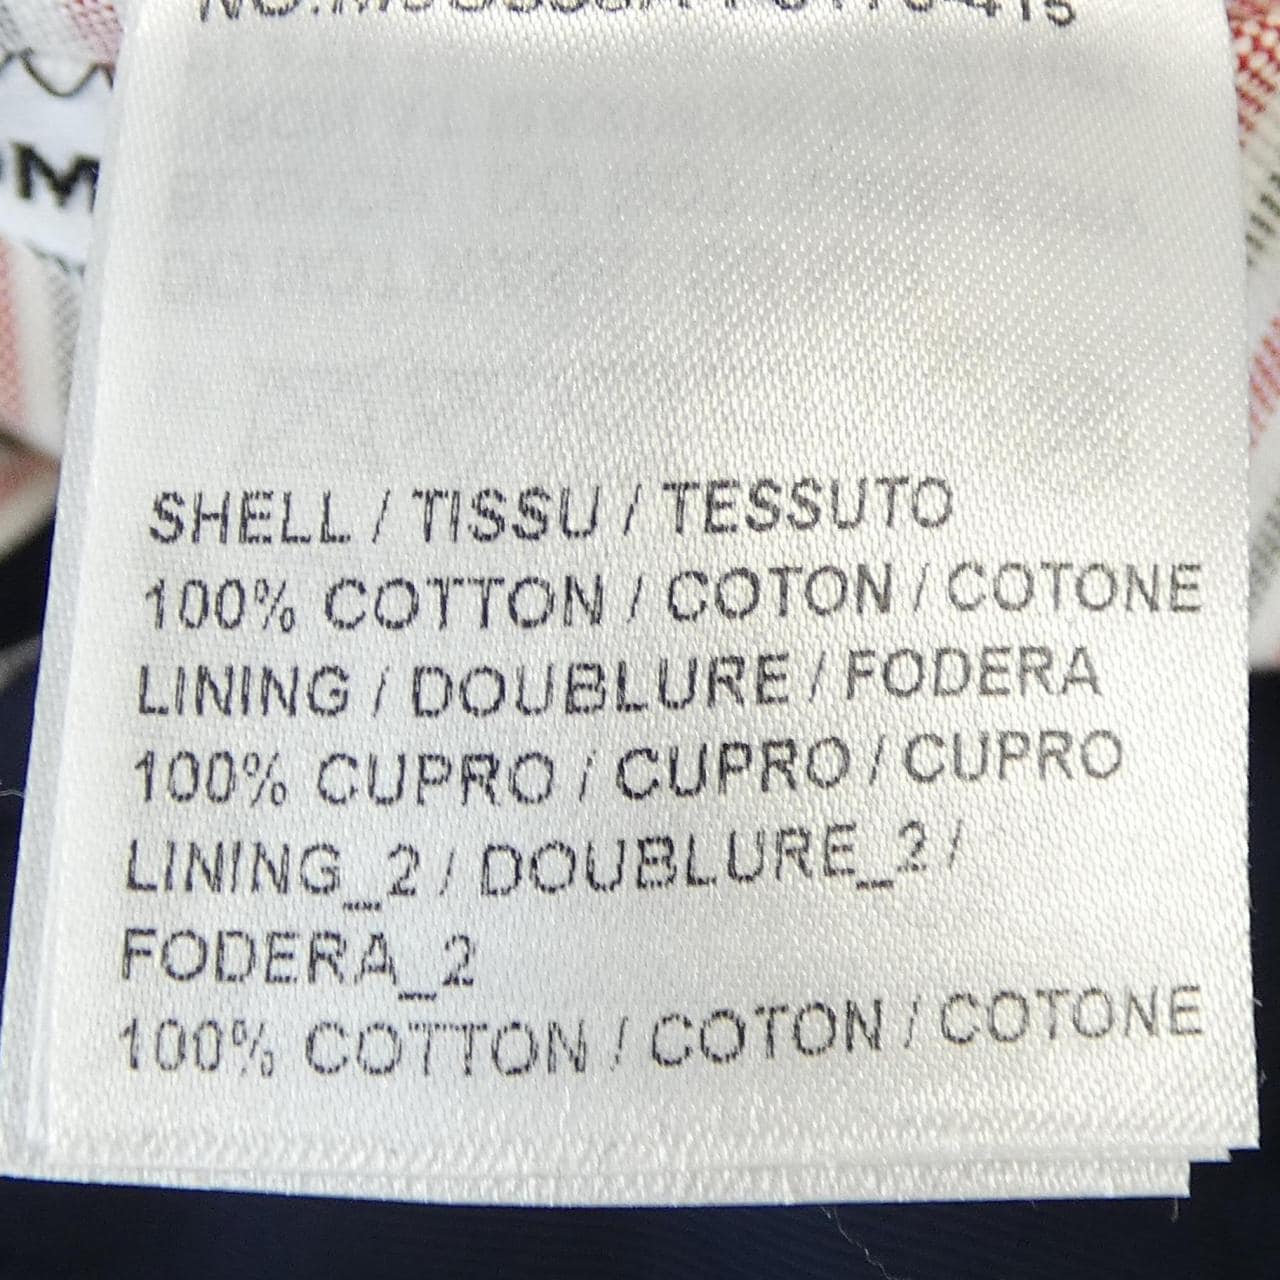 SHELL / TISSU / TESSUTO
100% COTTON / COTON / COTONE
LINING / DOUBLURE / FODERA
100% CUPRO / CUPRO / CUPRO
LINING_2 / DOUBLURE_2 /
FODERA_2
100% COTTON / COTON / COTONE